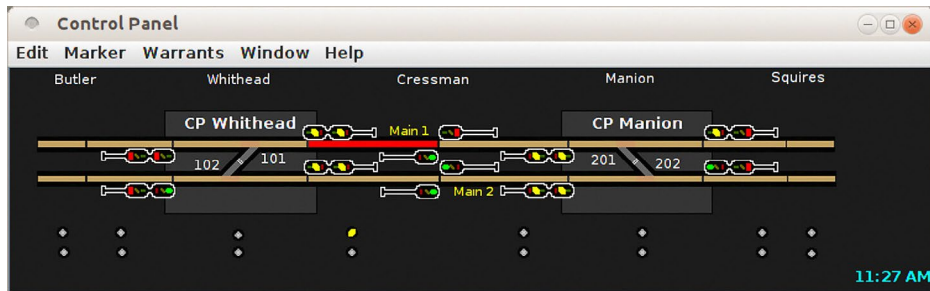 Control Panel
Edit Marker Warrants Window Help
Butler Whithead Cressman Manion Squires
CP Whithead CP Manion
Main 1
102 101 201 202
Main 2
11:27 AM